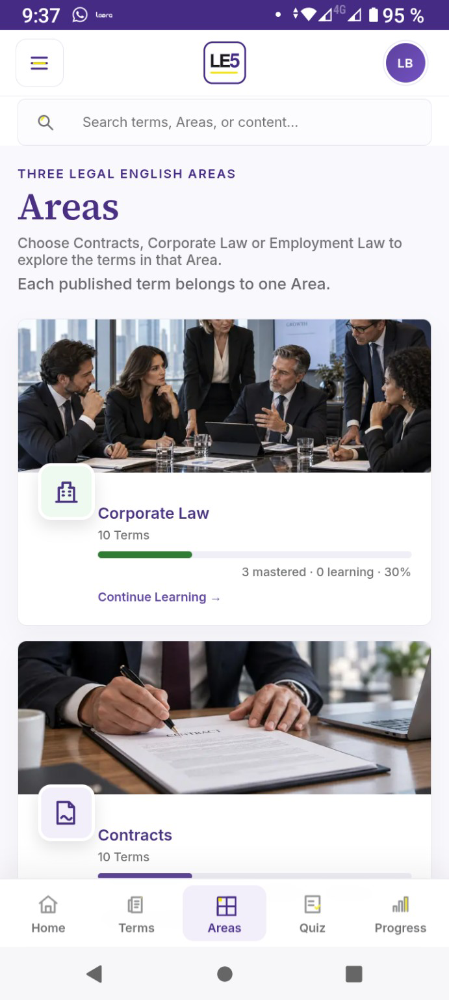 9:37 laara 4G 95 %
LE5
LB
Search terms, Areas, or content...
THREE LEGAL ENGLISH AREAS
Areas
Choose Contracts, Corporate Law or Employment Law to
explore the terms in that Area.
Each published term belongs to one Area.
GROWTH
Corporate Law
10 Terms
3 mastered · 0 learning · 30%
Continue Learning →
CONTRACT
Contracts
10 Terms
Home Terms Areas Quiz Progress